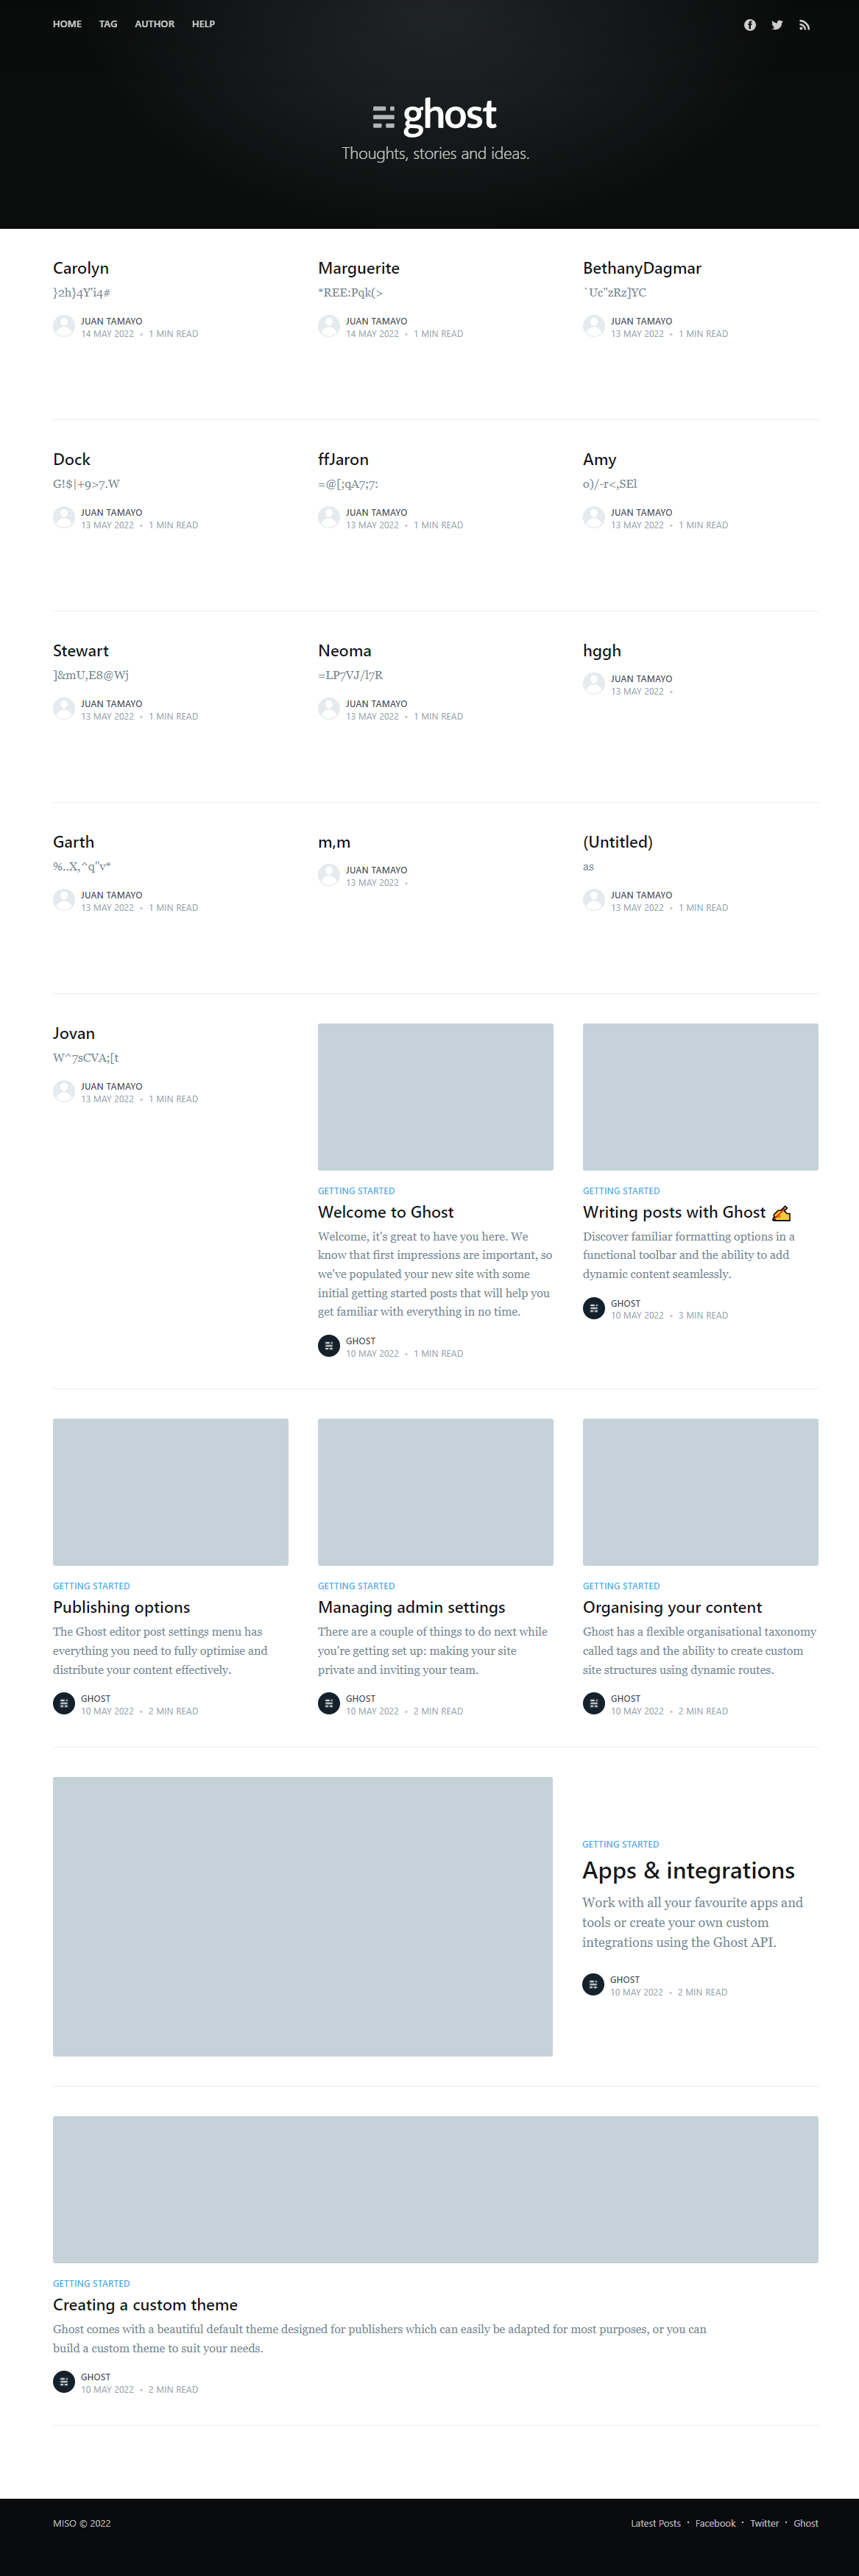 HOME TAG AUTHOR HELP
ghost
Thoughts, stories and ideas.
Carolyn
}2h}4Y'i4#
JUAN TAMAYO
14 MAY 2022 • 1 MIN READ
Marguerite
*REE:Pqk(>
JUAN TAMAYO
14 MAY 2022 • 1 MIN READ
BethanyDagmar
`Uc"zRz]YC
JUAN TAMAYO
13 MAY 2022 • 1 MIN READ
Dock
G!$|+9>7.W
JUAN TAMAYO
13 MAY 2022 • 1 MIN READ
ffJaron
=@[;qA7;7:
JUAN TAMAYO
13 MAY 2022 • 1 MIN READ
Amy
o)/-r<,SEl
JUAN TAMAYO
13 MAY 2022 • 1 MIN READ
Stewart
]&mU,E8@Wj
JUAN TAMAYO
13 MAY 2022 • 1 MIN READ
Neoma
=LP7VJ/l7R
JUAN TAMAYO
13 MAY 2022 • 1 MIN READ
hggh
JUAN TAMAYO
13 MAY 2022 •
Garth
%..X,^q"v*
JUAN TAMAYO
13 MAY 2022 • 1 MIN READ
m,m
JUAN TAMAYO
13 MAY 2022 •
(Untitled)
as
JUAN TAMAYO
13 MAY 2022 • 1 MIN READ
Jovan
W^7sCVA;[t
JUAN TAMAYO
13 MAY 2022 • 1 MIN READ
GETTING STARTED
Welcome to Ghost
Welcome, it's great to have you here. We
know that first impressions are important, so
we've populated your new site with some
initial getting started posts that will help you
get familiar with everything in no time.
GHOST
10 MAY 2022 • 1 MIN READ
GETTING STARTED
Writing posts with Ghost ✍️
Discover familiar formatting options in a
functional toolbar and the ability to add
dynamic content seamlessly.
GHOST
10 MAY 2022 • 3 MIN READ
GETTING STARTED
Publishing options
The Ghost editor post settings menu has
everything you need to fully optimise and
distribute your content effectively.
GHOST
10 MAY 2022 • 2 MIN READ
GETTING STARTED
Managing admin settings
There are a couple of things to do next while
you're getting set up: making your site
private and inviting your team.
GHOST
10 MAY 2022 • 2 MIN READ
GETTING STARTED
Organising your content
Ghost has a flexible organisational taxonomy
called tags and the ability to create custom
site structures using dynamic routes.
GHOST
10 MAY 2022 • 2 MIN READ
GETTING STARTED
Apps & integrations
Work with all your favourite apps and
tools or create your own custom
integrations using the Ghost API.
GHOST
10 MAY 2022 • 2 MIN READ
GETTING STARTED
Creating a custom theme
Ghost comes with a beautiful default theme designed for publishers which can easily be adapted for most purposes, or you can
build a custom theme to suit your needs.
GHOST
10 MAY 2022 • 2 MIN READ
MISO © 2022
Latest Posts • Facebook • Twitter • Ghost